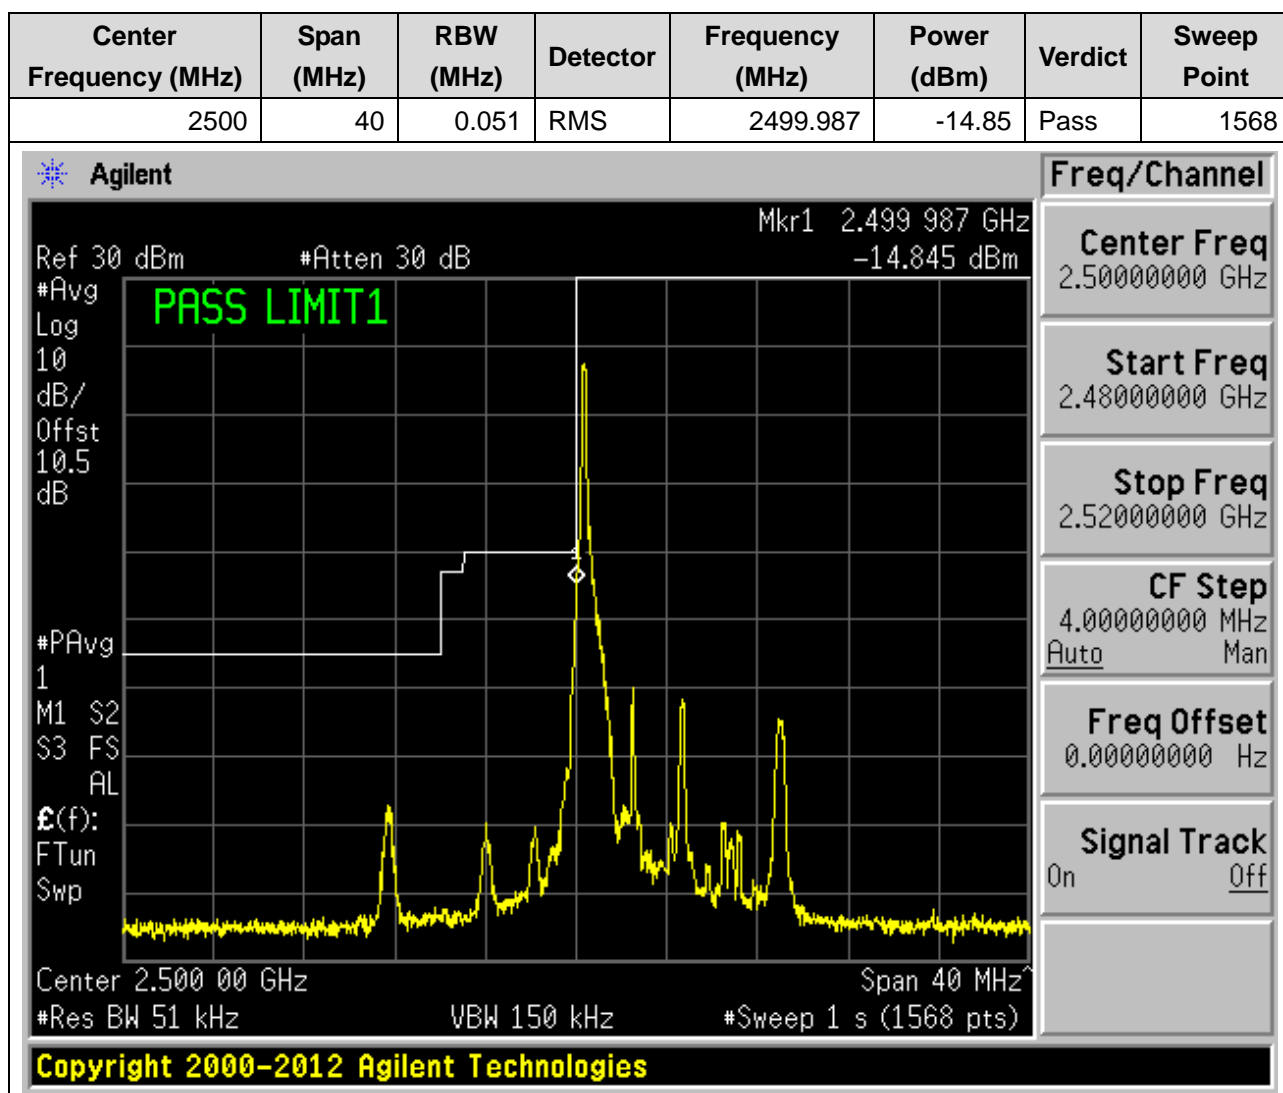 Center Frequency (MHz) Span (MHz) RBW (MHz) Detector Frequency (MHz) Power (dBm) Verdict Sweep Point
2500 40 0.051 RMS 2499.987 -14.85 Pass 1568
Agilent
Freq/Channel
Mkr1 2.499 987 GHz
Ref 30 dBm #Atten 30 dB -14.845 dBm
#Avg
Log
10
dB/
Offst
10.5
dB
PASS LIMIT1
1
#PAvg
1
M1 S2
S3 FS
AL
£(f):
FTun
Swp
Center 2.500 00 GHz Span 40 MHz^
#Res BW 51 kHz VBW 150 kHz #Sweep 1 s (1568 pts)
Center Freq
2.50000000 GHz
Start Freq
2.48000000 GHz
Stop Freq
2.52000000 GHz
CF Step
4.00000000 MHz
Auto Man
Freq Offset
0.00000000 Hz
Signal Track
On Off
Copyright 2000-2012 Agilent Technologies